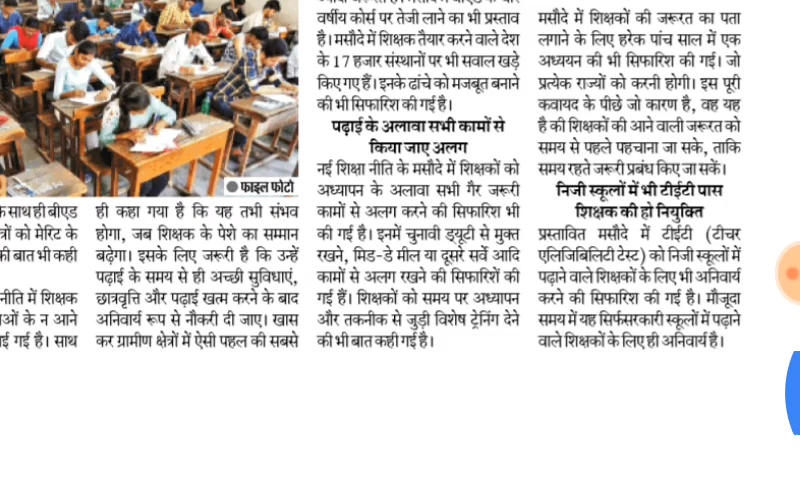 फाइल फोटो
के साथ ही बीएड
त्रों को मेरिट के
की बात भी कही
नीति में शिक्षक
ओं के न आने
गई है। साथ
ही कहा गया है कि यह तभी संभव
होगा, जब शिक्षक के पेशे का सम्मान
बढ़ेगा। इसके लिए जरूरी है कि उन्हें
पढ़ाई के समय से ही अच्छी सुविधाएं,
छात्रवृत्ति और पढ़ाई खत्म करने के बाद
अनिवार्य रूप से नौकरी दी जाए। खास
कर ग्रामीण क्षेत्रों में ऐसी पहल की सबसे
वर्षीय कोर्स पर तेजी लाने का भी प्रस्ताव
है। मसौदे में शिक्षक तैयार करने वाले देश
के 17 हजार संस्थानों पर भी सवाल खड़े
किए गए हैं। इनके ढांचे को मजबूत बनाने
की भी सिफारिश की गई है।
पढ़ाई के अलावा सभी कामों से
किया जाए अलग
नई शिक्षा नीति के मसौदे में शिक्षकों को
अध्यापन के अलावा सभी गैर जरूरी
कामों से अलग करने की सिफारिश भी
की गई है। इनमें चुनावी ड्यूटी से मुक्त
रखने, मिड-डे मील या दूसरे सर्वे आदि
कामों से अलग रखने की सिफारिशें की
गई हैं। शिक्षकों को समय पर अध्यापन
और तकनीक से जुड़ी विशेष ट्रेनिंग देने
की भी बात कही गई है।
मसौदे में शिक्षकों की जरूरत का पता
लगाने के लिए हरेक पांच साल में एक
अध्ययन की भी सिफारिश की गई। जो
प्रत्येक राज्यों को करनी होगी। इस पूरी
कवायद के पीछे जो कारण है, वह यह
है की शिक्षकों की आने वाली जरूरत को
समय से पहले पहचाना जा सके, ताकि
समय रहते जरूरी प्रबंध किए जा सकें।
निजी स्कूलों में भी टीईटी पास
शिक्षक की हो नियुक्ति
प्रस्तावित मसौदे में टीईटी (टीचर
एलिजिबिलिटी टेस्ट) को निजी स्कूलों में
पढ़ाने वाले शिक्षकों के लिए भी अनिवार्य
करने की सिफारिश की गई है। मौजूदा
समय में यह सिर्फसरकारी स्कूलों में पढ़ाने
वाले शिक्षकों के लिए ही अनिवार्य है।